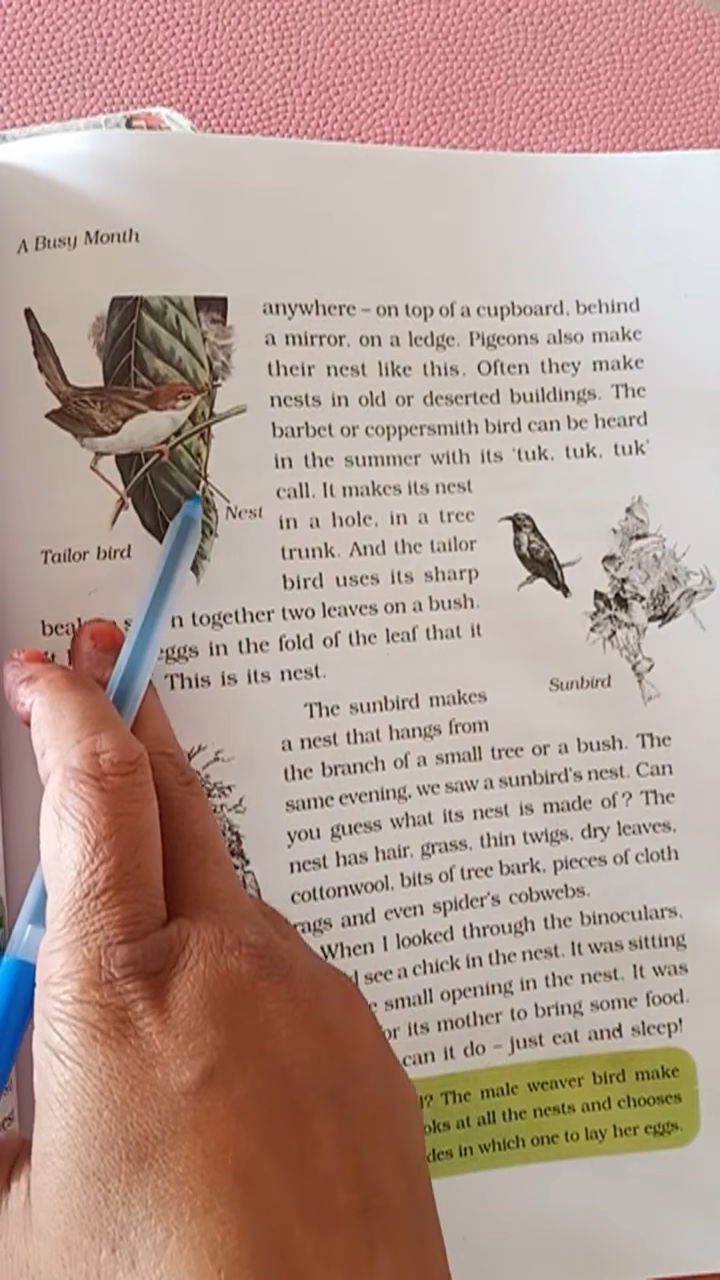 A Busy Month
anywhere – on top of a cupboard, behind
a mirror, on a ledge. Pigeons also make
their nest like this. Often they make
nests in old or deserted buildings. The
barbet or coppersmith bird can be heard
in the summer with its 'tuk, tuk, tuk'
call. It makes its nest
in a hole, in a tree
trunk. And the tailor
bird uses its sharp
together two leaves on a bush.
eggs in the fold of the leaf that it
This is its nest.
Nest
Tailor bird
Sunbird
The sunbird makes
a nest that hangs from
the branch of a small tree or a bush. The
same evening, we saw a sunbird's nest. Can
you guess what its nest is made of? The
nest has hair, grass, thin twigs, dry leaves,
cottonwool, bits of tree bark, pieces of cloth
rags and even spider's cobwebs.
When I looked through the binoculars,
see a chick in the nest. It was sitting
small opening in the nest. It was
its mother to bring some food.
can it do – just eat and sleep!
The male weaver bird make
at all the nests and chooses
in which one to lay her eggs.